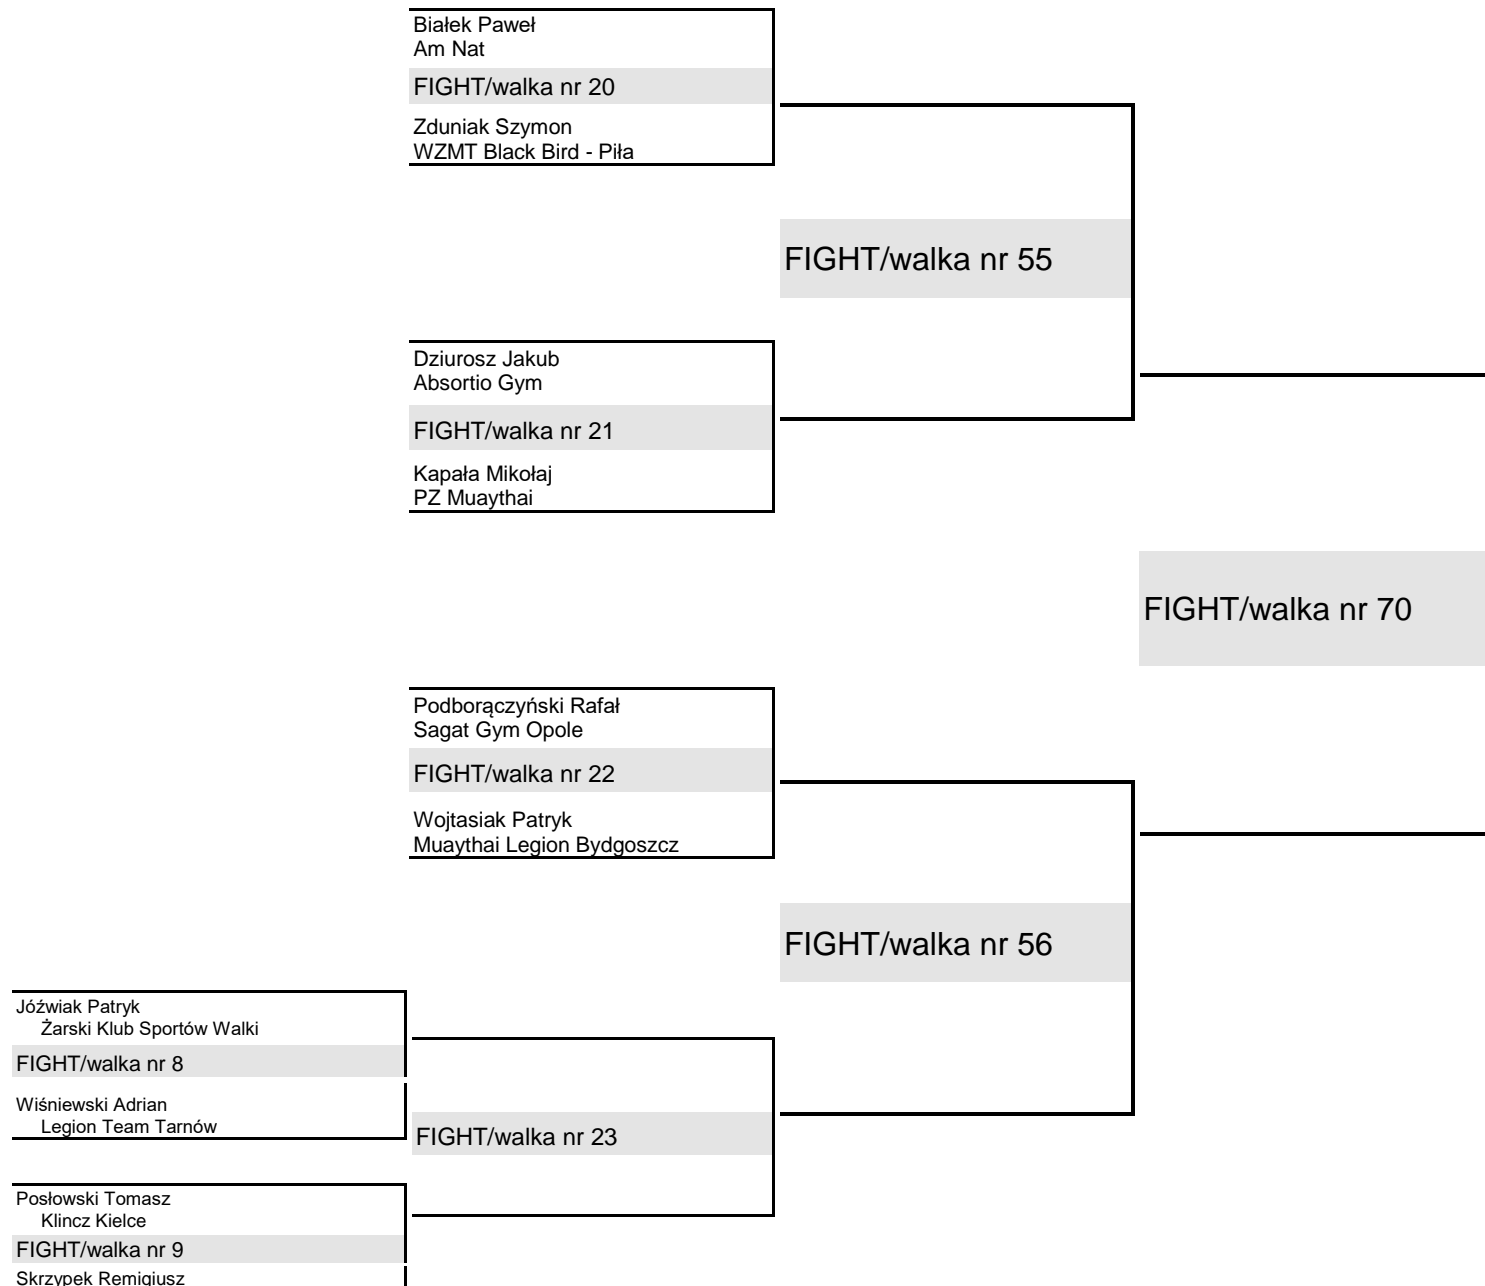 Białek Paweł
Am Nat
FIGHT/walka nr 20
Zduniak Szymon
WZMT Black Bird - Piła
FIGHT/walka nr 55
Dziurosz Jakub
Absortio Gym
FIGHT/walka nr 21
Kapała Mikołaj
PZ Muaythai
FIGHT/walka nr 70
Podborączyński Rafał
Sagat Gym Opole
FIGHT/walka nr 22
Wojtasiak Patryk
Muaythai Legion Bydgoszcz
FIGHT/walka nr 56
Jóźwiak Patryk
Żarski Klub Sportów Walki
FIGHT/walka nr 8
Wiśniewski Adrian
Legion Team Tarnów
FIGHT/walka nr 23
Posłowski Tomasz
Klincz Kielce
FIGHT/walka nr 9
Skrzypek Remigiusz